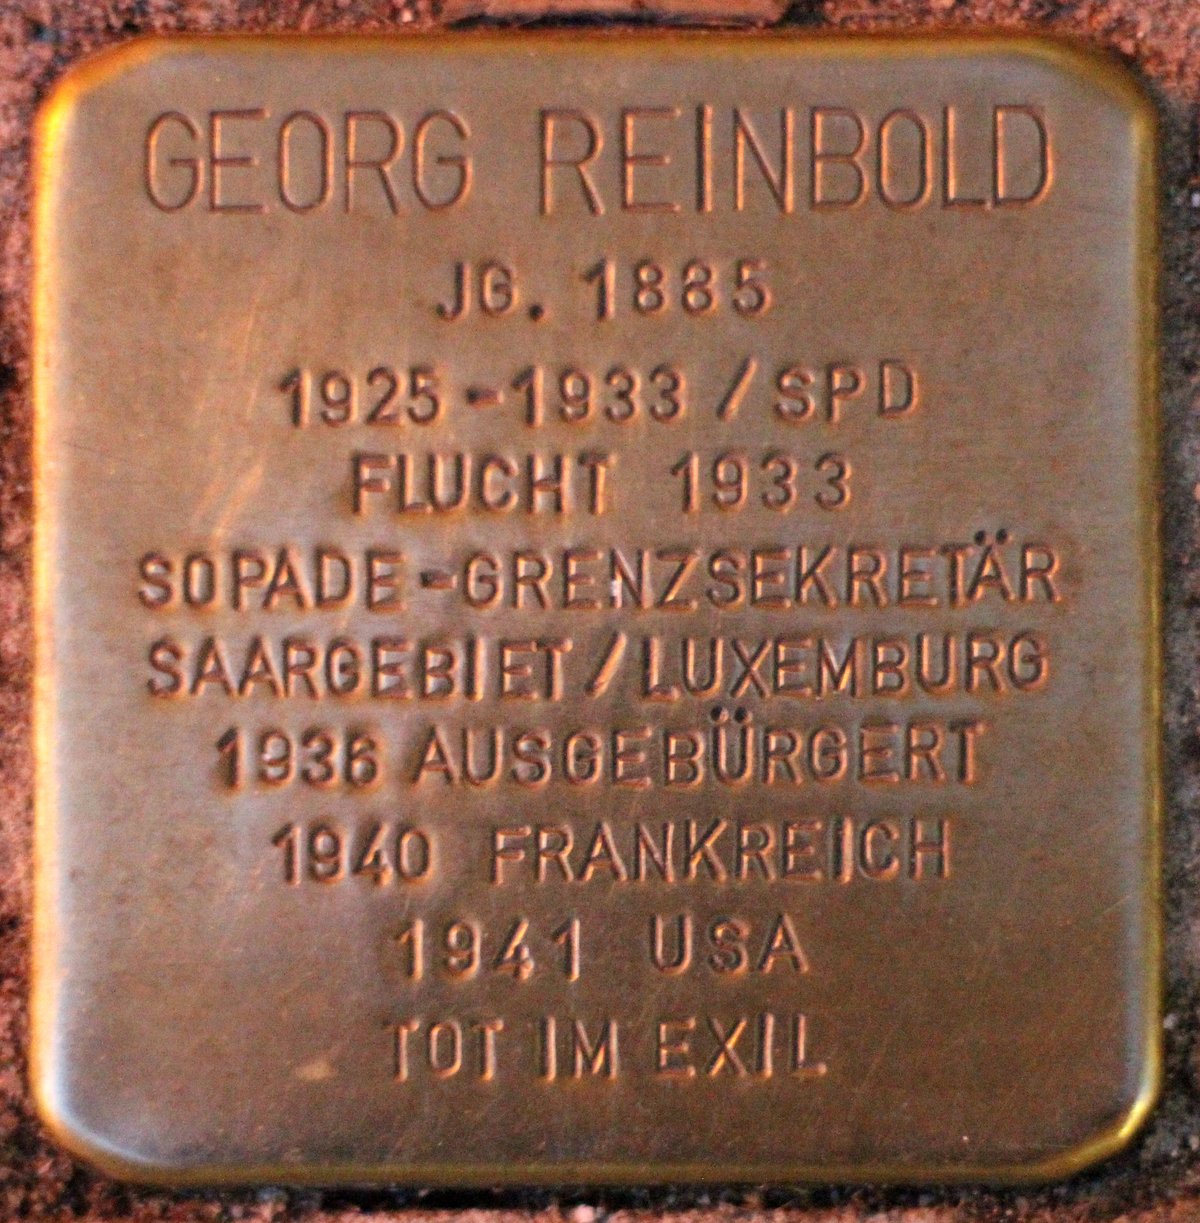 GEORG REINBOLD
JG. 1885
1925-1933/SPD
FLUCHT 1933
SOPADE-GRENZSEKRETÄR
SAARGEBIET/LUXEMBURG
1936 AUSGEBÜRGERT
1940 FRANKREICH
1941 USA
TOT IM EXIL